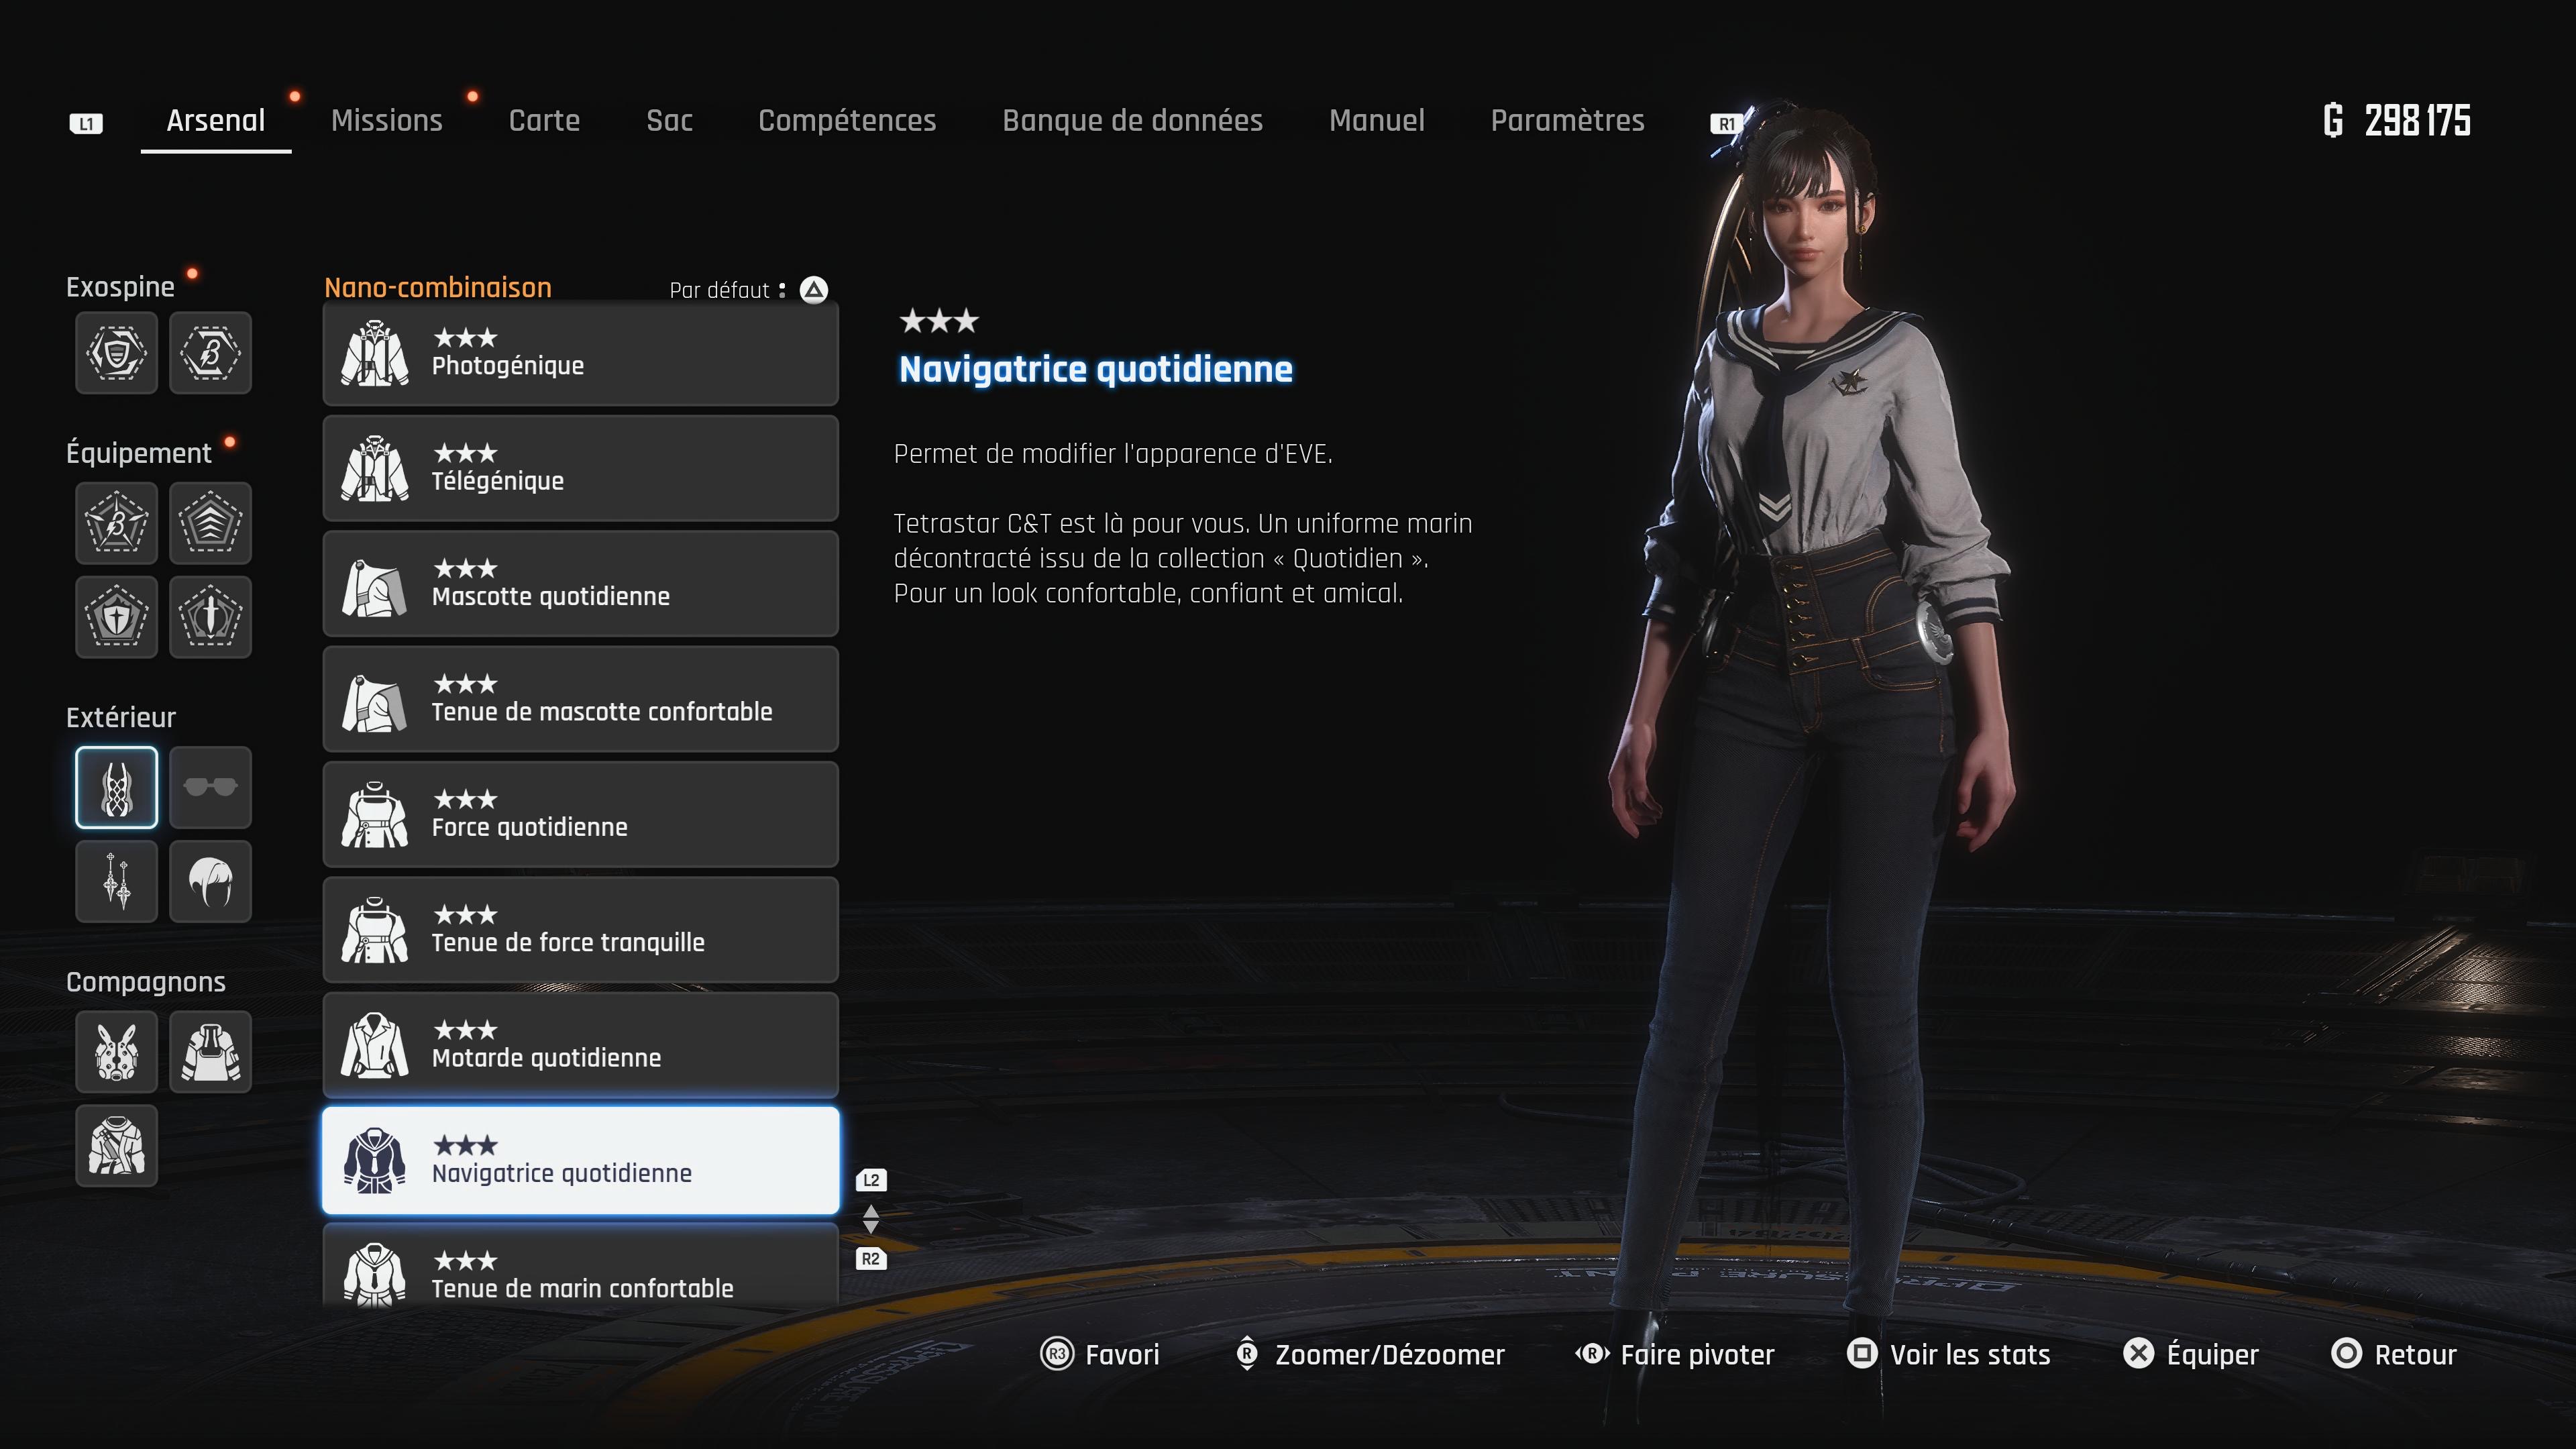 L1 Arsenal Missions Carte Sac Compétences Banque de données Manuel Paramètres R1 298 175
Exospine
Équipement
Extérieur
Compagnons
Nano-combinaison Par défaut :
Photogénique
Télégénique
Mascotte quotidienne
Tenue de mascotte confortable
Force quotidienne
Tenue de force tranquille
Motarde quotidienne
Navigatrice quotidienne
Tenue de marin confortable
L2
R2
Navigatrice quotidienne
Permet de modifier l'apparence d'EVE.
Tetrastar C&T est là pour vous. Un uniforme marin
décontracté issu de la collection « Quotidien ».
Pour un look confortable, confiant et amical.
R3 Favori R Zoomer/Dézoomer R Faire pivoter Voir les stats Équiper Retour